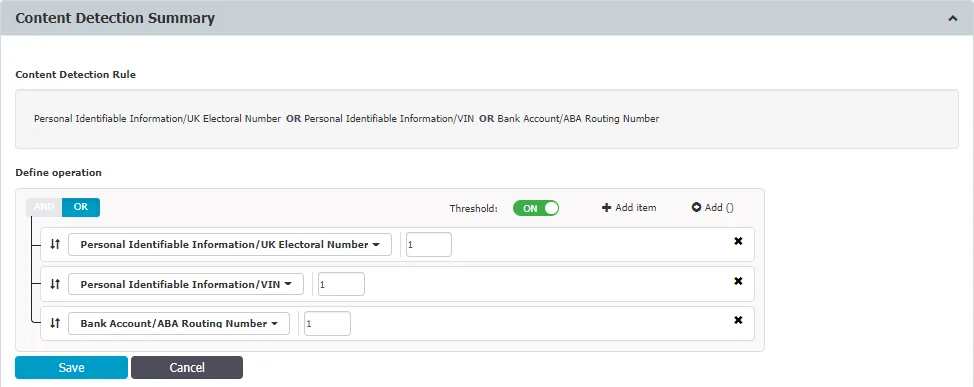 Content Detection Summary
Content Detection Rule
Personal Identifiable Information/UK Electoral Number OR Personal Identifiable Information/VIN OR Bank Account/ABA Routing Number
Define operation
AND OR Threshold: ON Add item Add ()
Personal Identifiable Information/UK Electoral Number 1
Personal Identifiable Information/VIN 1
Bank Account/ABA Routing Number 1
Save Cancel